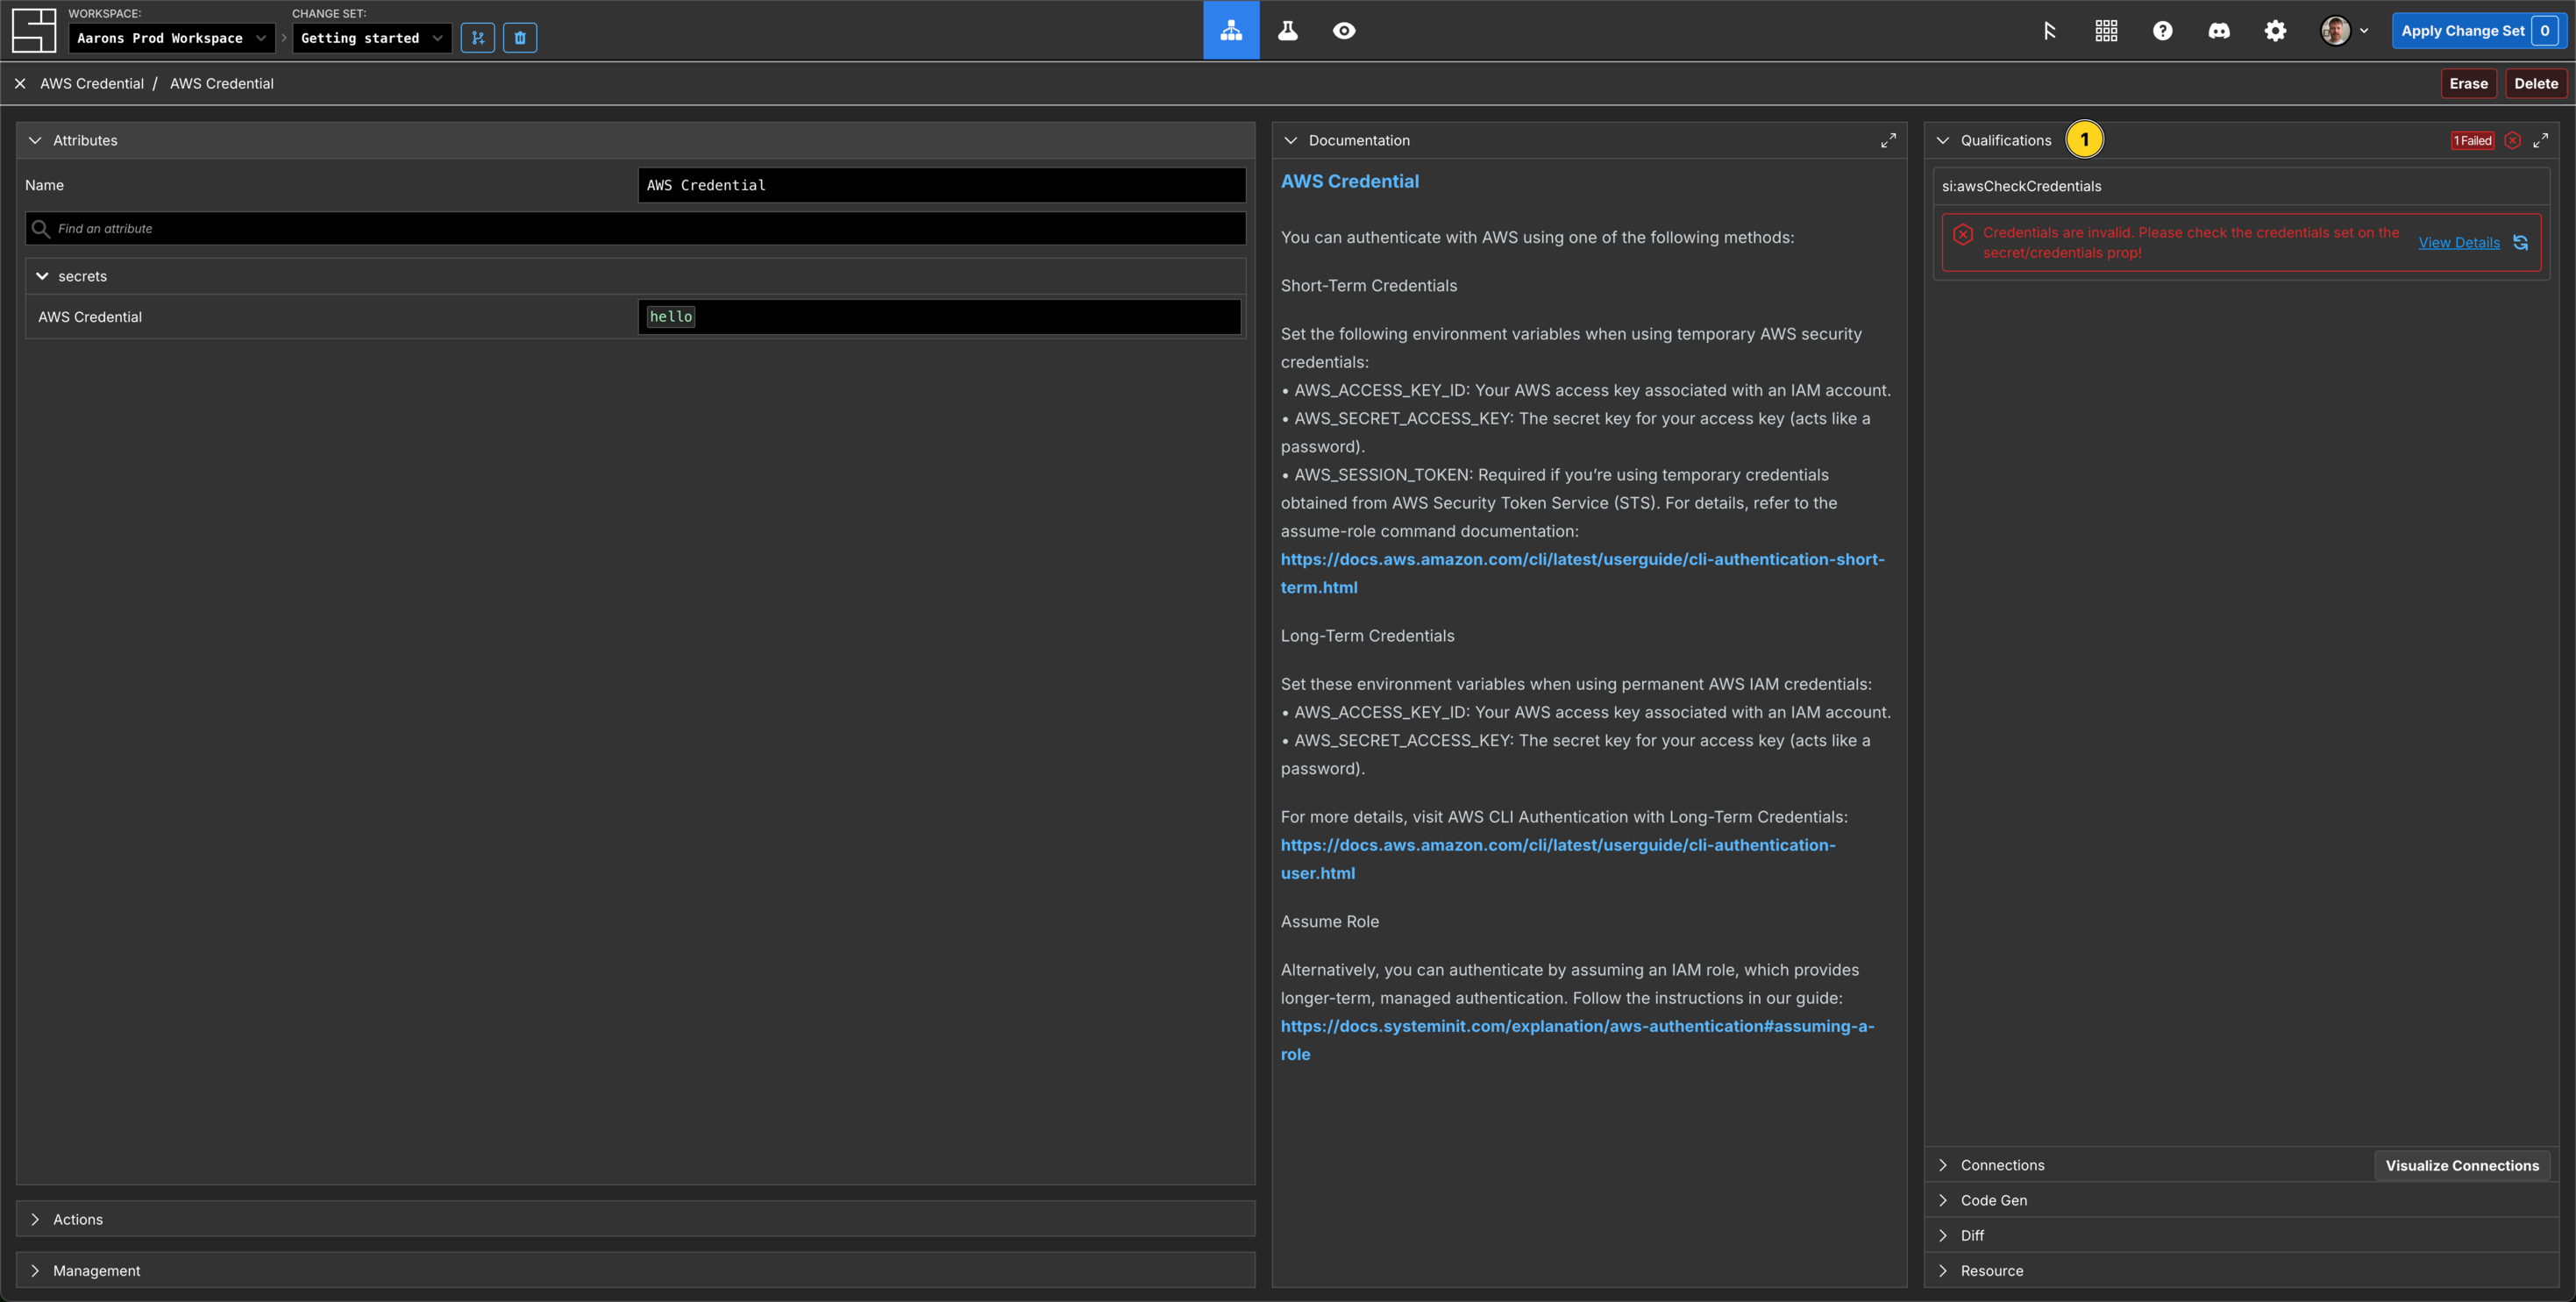 WORKSPACE:
Aarons Prod Workspace
CHANGE SET:
Getting started
Apply Change Set 0
AWS Credential / AWS Credential
Erase
Delete
Attributes
Name
AWS Credential
Find an attribute
secrets
AWS Credential
hello
Actions
Management
Documentation
AWS Credential
You can authenticate with AWS using one of the following methods:
Short-Term Credentials
Set the following environment variables when using temporary AWS security
credentials:
• AWS_ACCESS_KEY_ID: Your AWS access key associated with an IAM account.
• AWS_SECRET_ACCESS_KEY: The secret key for your access key (acts like a
password).
• AWS_SESSION_TOKEN: Required if you’re using temporary credentials
obtained from AWS Security Token Service (STS). For details, refer to the
assume-role command documentation:
https://docs.aws.amazon.com/cli/latest/userguide/cli-authentication-short-
term.html
Long-Term Credentials
Set these environment variables when using permanent AWS IAM credentials:
• AWS_ACCESS_KEY_ID: Your AWS access key associated with an IAM account.
• AWS_SECRET_ACCESS_KEY: The secret key for your access key (acts like a
password).
For more details, visit AWS CLI Authentication with Long-Term Credentials:
https://docs.aws.amazon.com/cli/latest/userguide/cli-authentication-
user.html
Assume Role
Alternatively, you can authenticate by assuming an IAM role, which provides
longer-term, managed authentication. Follow the instructions in our guide:
https://docs.systeminit.com/explanation/aws-authentication#assuming-a-
role
Qualifications
1
1 Failed
si:awsCheckCredentials
Credentials are invalid. Please check the credentials set on the
secret/credentials prop!
View Details
Connections
Visualize Connections
Code Gen
Diff
Resource